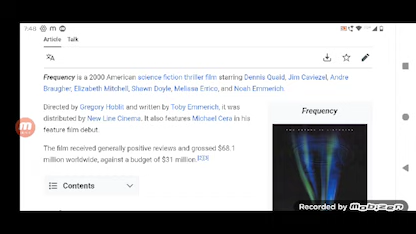 7:48
Article Talk
Frequency is a 2000 American science fiction thriller film starring Dennis Quaid, Jim Caviezel, Andre
Braugher, Elizabeth Mitchell, Shawn Doyle, Melissa Errico, and Noah Emmerich.
Directed by Gregory Hoblit and written by Toby Emmerich, it was
distributed by New Line Cinema. It also features Michael Cera in his
feature film debut.
The film received generally positive reviews and grossed $68.1
million worldwide, against a budget of $31 million.[2][3]
Contents
Frequency
Recorded by Mobizen